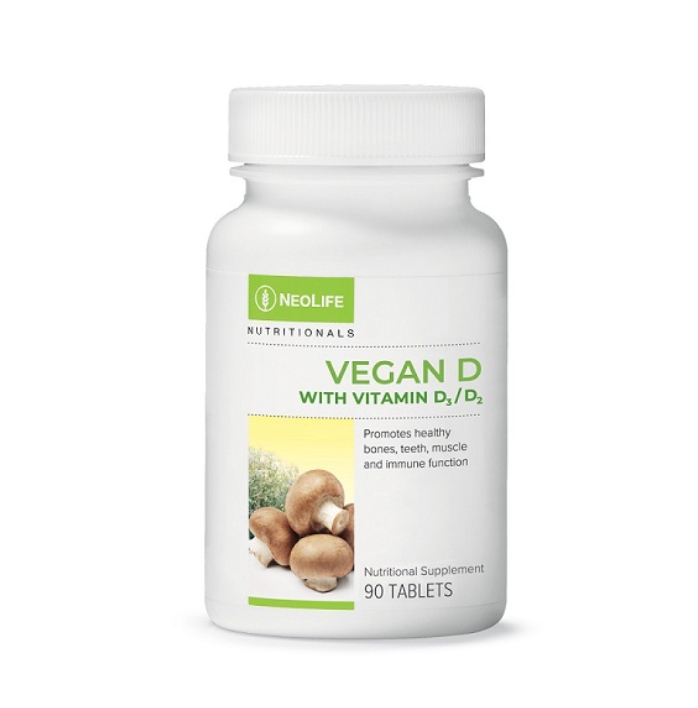 NEOLIFE
NUTRITIONALS
VEGAN D
WITH VITAMIN D₃/D₂
Promotes healthy
bones, teeth, muscle
and immune function
Nutritional Supplement
90 TABLETS